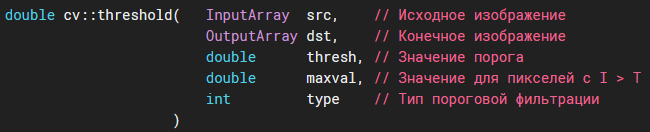 double cv::threshold( InputArray src, // Исходное изображение
OutputArray dst, // Конечное изображение
double thresh, // Значение порога
double maxval, // Значение для пикселей с I > T
int type // Тип пороговой фильтрации
)